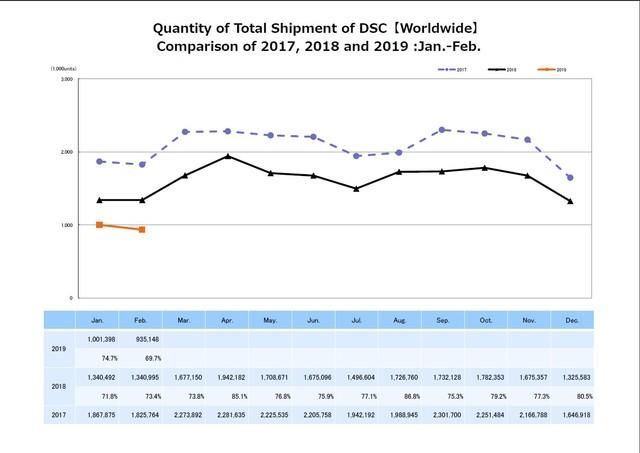 Quantity of Total Shipment of DSC【Worldwide】
Comparison of 2017, 2018 and 2019 :Jan.-Feb.
(1,000units)
2017 2018 2019
3,000
2,000
1,000
0
Jan. Feb. Mar. Apr. May. Jun. Jul. Aug. Sep. Oct. Nov. Dec.
2019
1,001,398 935,148
74.7% 69.7%
2018
1,340,492 1,340,995 1,677,150 1,942,182 1,708,671 1,675,096 1,496,604 1,726,760 1,732,128 1,782,353 1,675,357 1,325,583
71.8% 73.4% 73.8% 85.1% 76.8% 75.9% 77.1% 86.8% 75.3% 79.2% 77.3% 80.5%
2017 1,867,875 1,825,764 2,273,892 2,281,635 2,225,535 2,205,758 1,942,192 1,988,945 2,301,700 2,251,484 2,166,788 1,646,918